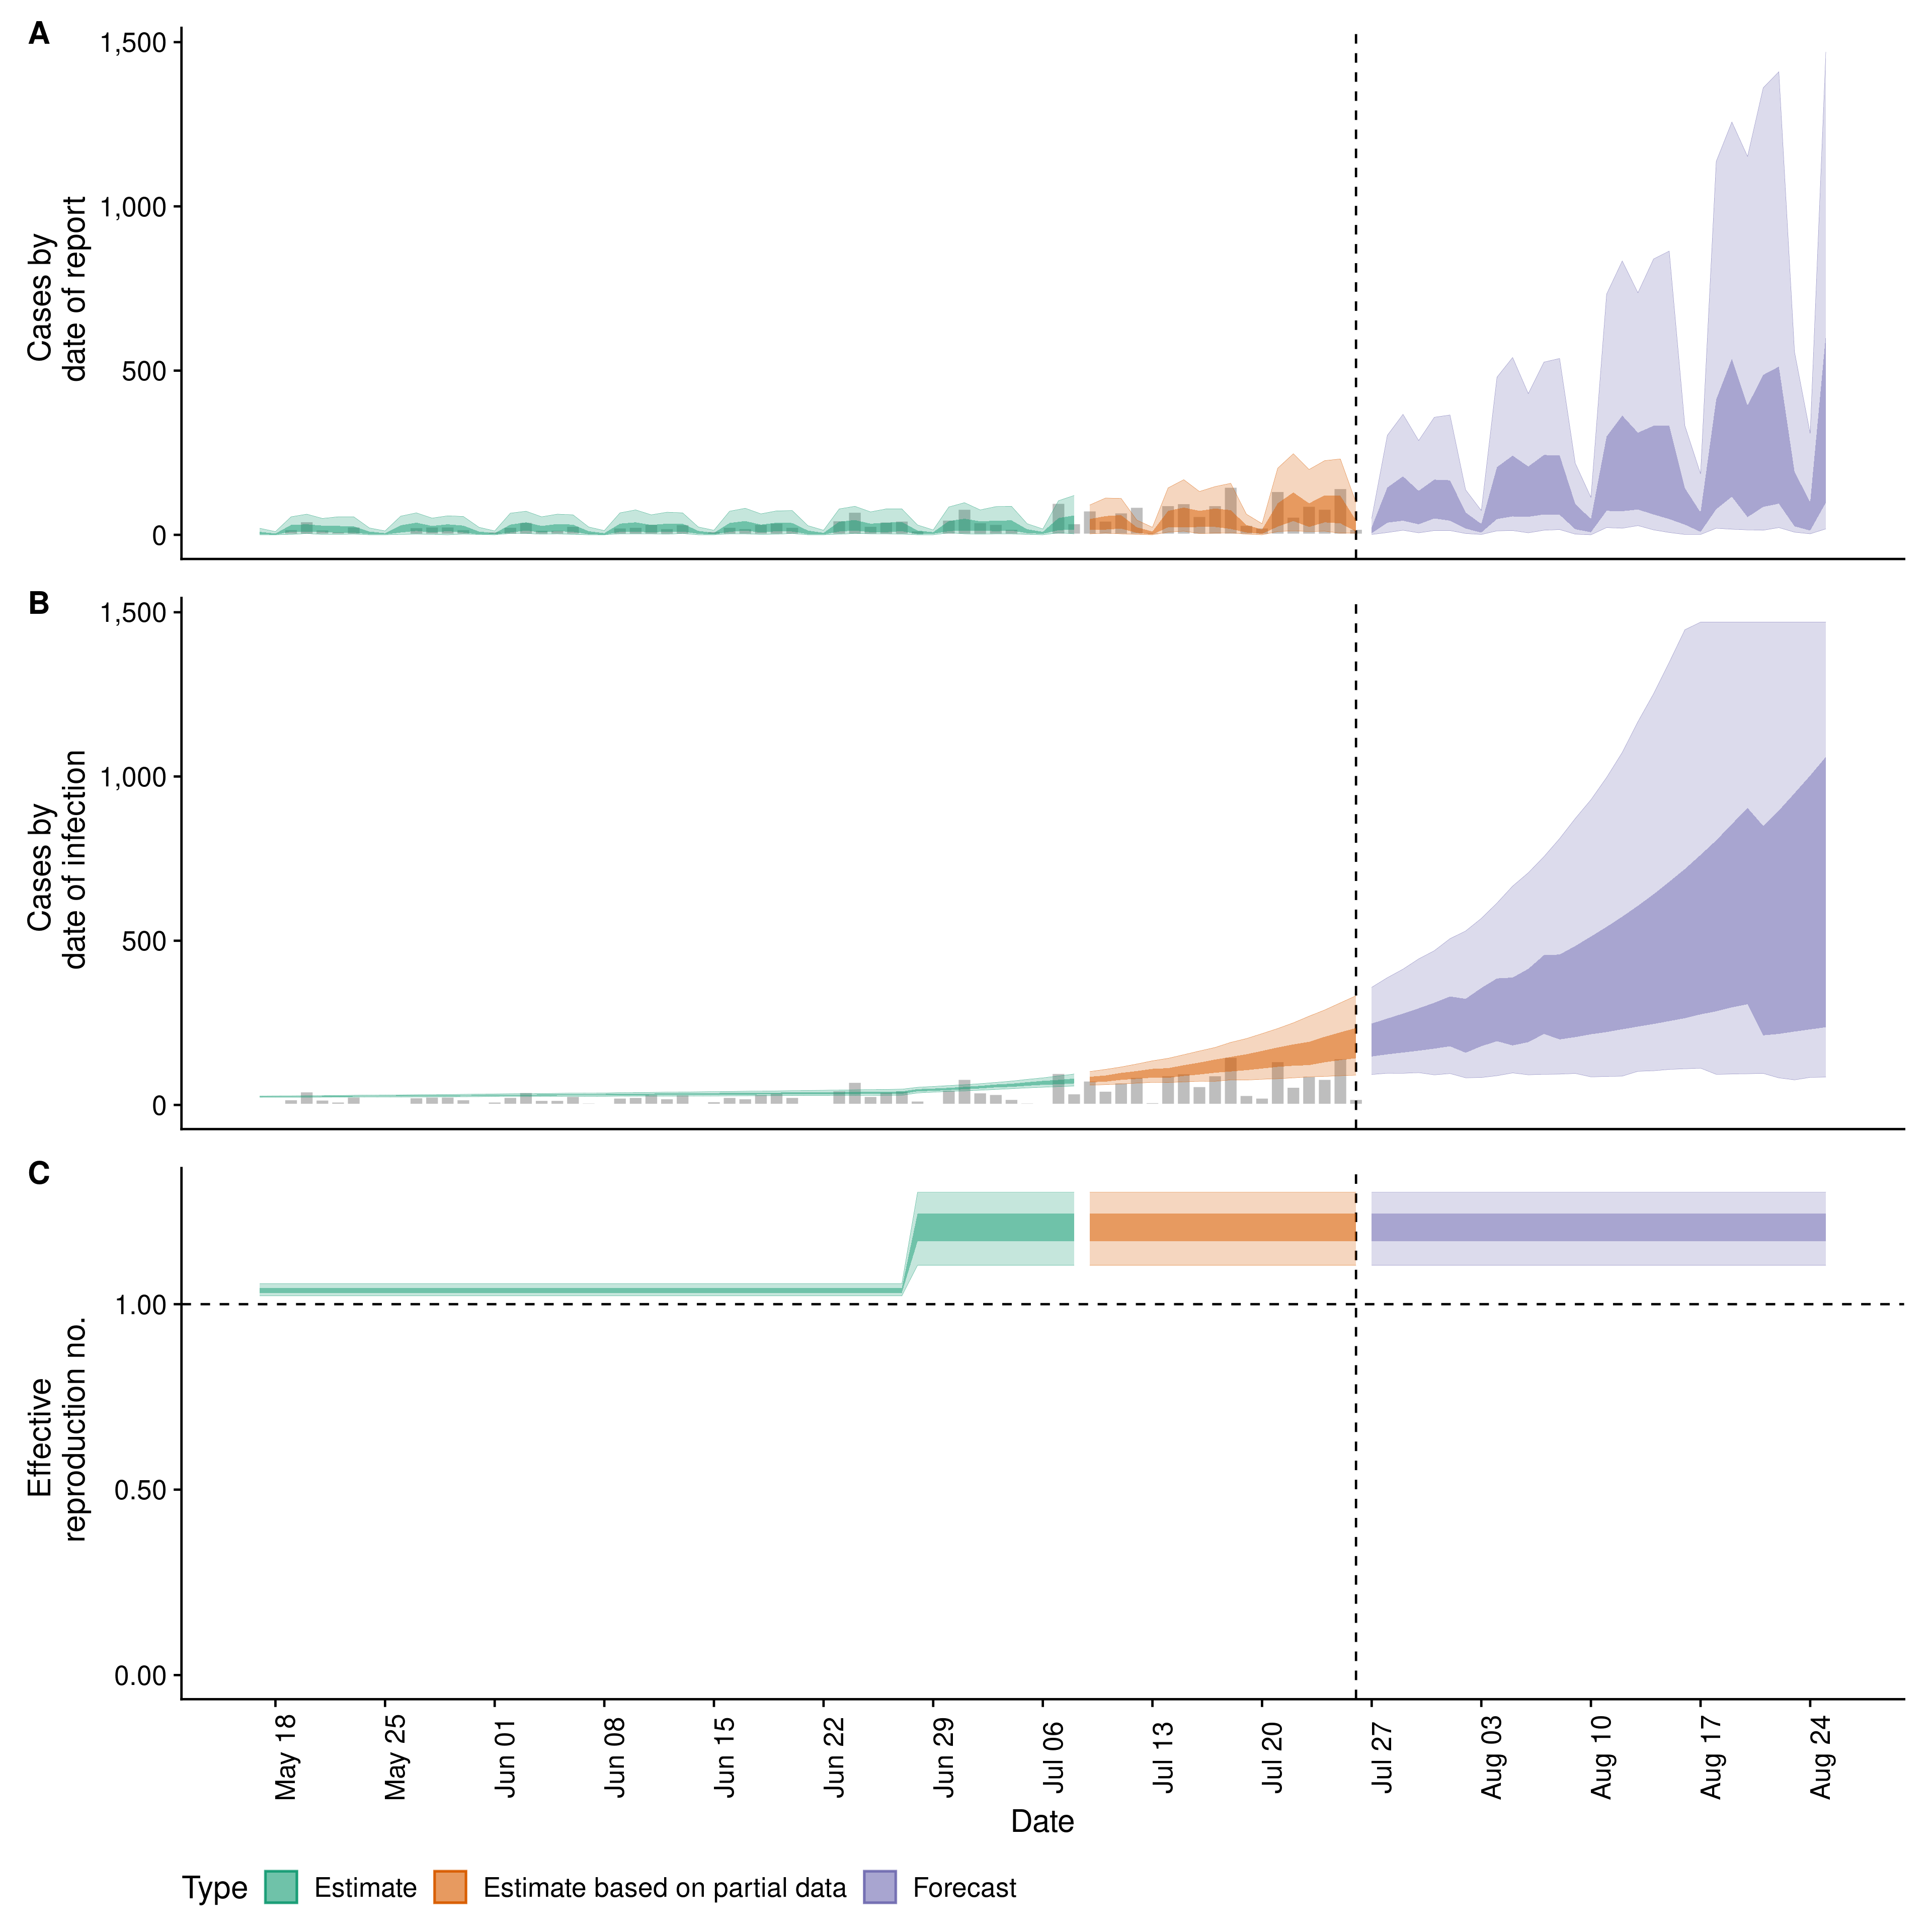 A
1,500
1,000
500
0
Cases by
date of report
B
1,500
1,000
500
0
Cases by
date of infection
C
1.00
0.50
0.00
Effective
reproduction no.
May 18
May 25
Jun 01
Jun 08
Jun 15
Jun 22
Jun 29
Jul 06
Jul 13
Jul 20
Jul 27
Aug 03
Aug 10
Aug 17
Aug 24
Date
Type Estimate Estimate based on partial data Forecast